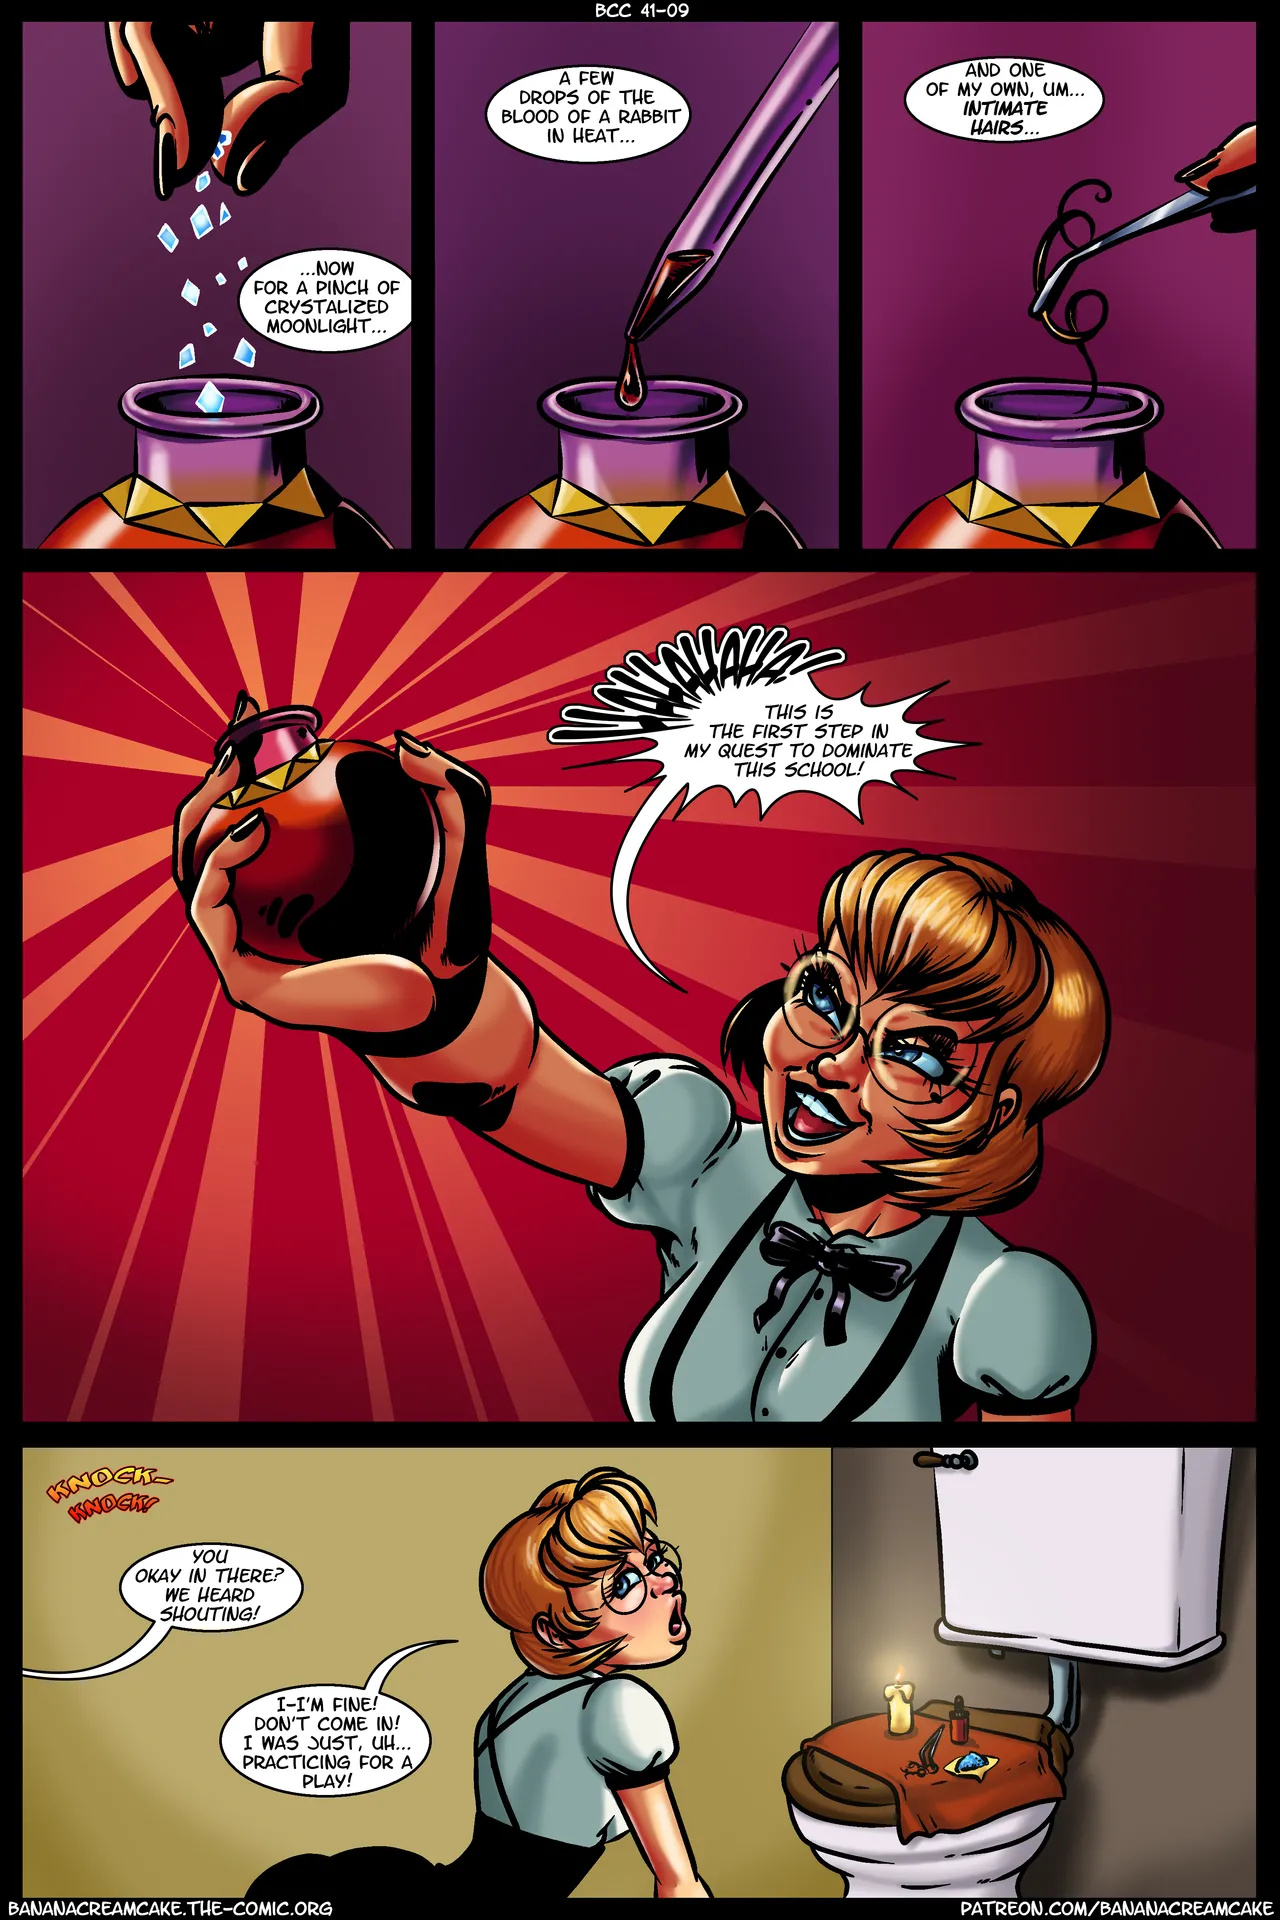 BCC 41-09
...NOW
FOR A PINCH OF
CRYSTALIZED
MOONLIGHT...
A FEW
DROPS OF THE
BLOOD OF A RABBIT
IN HEAT...
AND ONE
OF MY OWN, UM...
INTIMATE
HAIRS...
HAHAHAHA!
THIS IS
THE FIRST STEP IN
MY QUEST TO DOMINATE
THIS SCHOOL!
KNOCK-
KNOCK!
YOU
OKAY IN THERE?
WE HEARD
SHOUTING!
I-I'M FINE!
DON'T COME IN!
I WAS JUST, UH...
PRACTICING FOR A
PLAY!
BANANACREAMCAKE.THE-COMIC.ORG
PATREON.COM/BANANACREAMCAKE